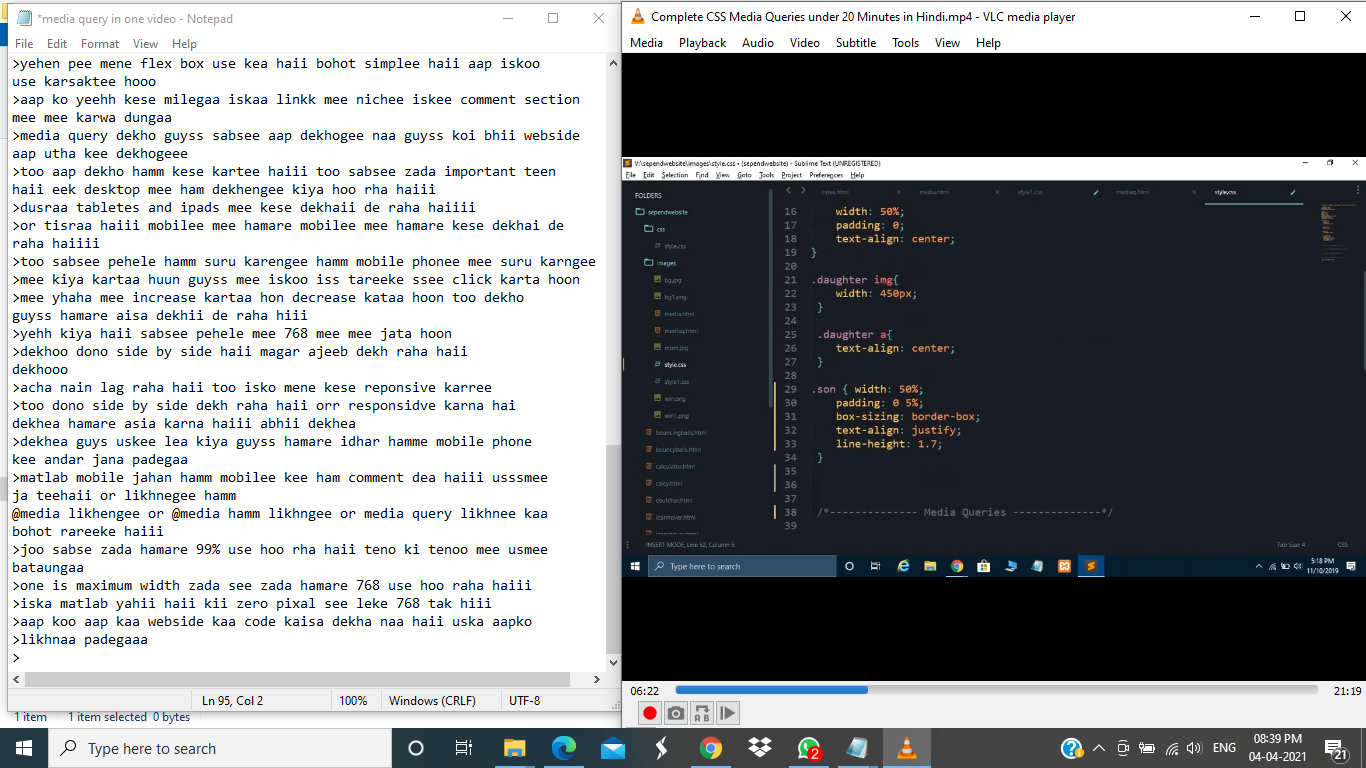 *media query in one video - Notepad
File Edit Format View Help
>yehen pee mene flex box use kea haii bohot simplee haii aap iskoo
use karsaktee hooo
>aap ko yeehh kese milegaa iskaa linkk mee nichee iskee comment section
mee mee karwa dungaa
>media query dekho guyss sabsee aap dekhogee naa guyss koi bhii webside
aap utha kee dekhogeee
>too aap dekho hamm kese kartee haiii too sabsee zada important teen
haii eek desktop mee ham dekhengee kiya hoo rha haiii
>dusraa tabletes and ipads mee kese dekhaii de raha haiiii
>or tisraa haiii mobilee mee hamare mobilee mee hamare kese dekhai de
raha haiiii
>too sabsee pehele hamm suru karengee hamm mobile phonee mee suru karngee
>mee kiya kartaa huun guyss mee iskoo iss tareeke ssee click karta hoon
>mee yhaha mee increase kartaa hon decrease kataa hoon too dekho
guyss hamare aisa dekhii de raha hiii
>yehh kiya haii sabsee pehele mee 768 mee mee jata hoon
>dekhoo dono side by side haii magar ajeeb dekh raha haii
dekhooo
>acha nain lag raha haii too isko mene kese reponsive karree
>too dono side by side dekh raha haii orr responsidve karna hai
dekhea hamare asia karna haiii abhii dekhea
>dekhea guys uskee lea kiya guyss hamare idhar hamme mobile phone
kee andar jana padegaa
>matlab mobile jahan hamm mobilee kee ham comment dea haiii usssmee
ja teehaii or likhnegee hamm
@media likhengee or @media hamm likhngee or media query likhnee kaa
bohot rareeke haiii
>joo sabse zada hamare 99% use hoo rha haii teno ki tenoo mee usmee
bataungaa
>one is maximum width zada see zada hamare 768 use hoo raha haiii
>iska matlab yahii haii kii zero pixal see leke 768 tak hiii
>aap koo aap kaa webside kaa code kaisa dekha naa haii uska aapko
>likhnaa padegaaa
>
Ln 95, Col 2 100% Windows (CRLF) UTF-8
1 item 1 item selected 0 bytes
Complete CSS Media Queries under 20 Minutes in Hindi.mp4 - VLC media player
Media Playback Audio Video Subtitle Tools View Help
V:\sependwebsite\images\style.css • (sependwebsite) - Sublime Text (UNREGISTERED)
File Edit Selection Find View Goto Tools Project Preferences Help
FOLDERS
sependwebsite
css
style.css
images
bg.jpg
bg1.png
media.html
mediaq.html
main.jpg
style.css
style1.css
win.png
win1.png
bouncingballs.html
bouncyballs.html
calculator.html
calcy.html
coutchar.html
iconhover.html
index.html media.html style1.css mediaq.html style.css
16 width: 50%;
17 padding: 0;
18 text-align: center;
19 }
20
21 .daughter img{
22 width: 450px;
23 }
24
25 .daughter a{
26 text-align: center;
27 }
28
29 .son { width: 50%;
30 padding: 0 5%;
31 box-sizing: border-box;
32 text-align: justify;
33 line-height: 1.7;
34 }
35
36
37
38 /*-------------- Media Queries --------------*/
39
INSERT MODE, Line 52, Column 5 Tab Size: 4 CSS
Type here to search
5:18 PM
11/10/2019
06:22 21:19
Type here to search
2
ENG
08:39 PM
04-04-2021
21